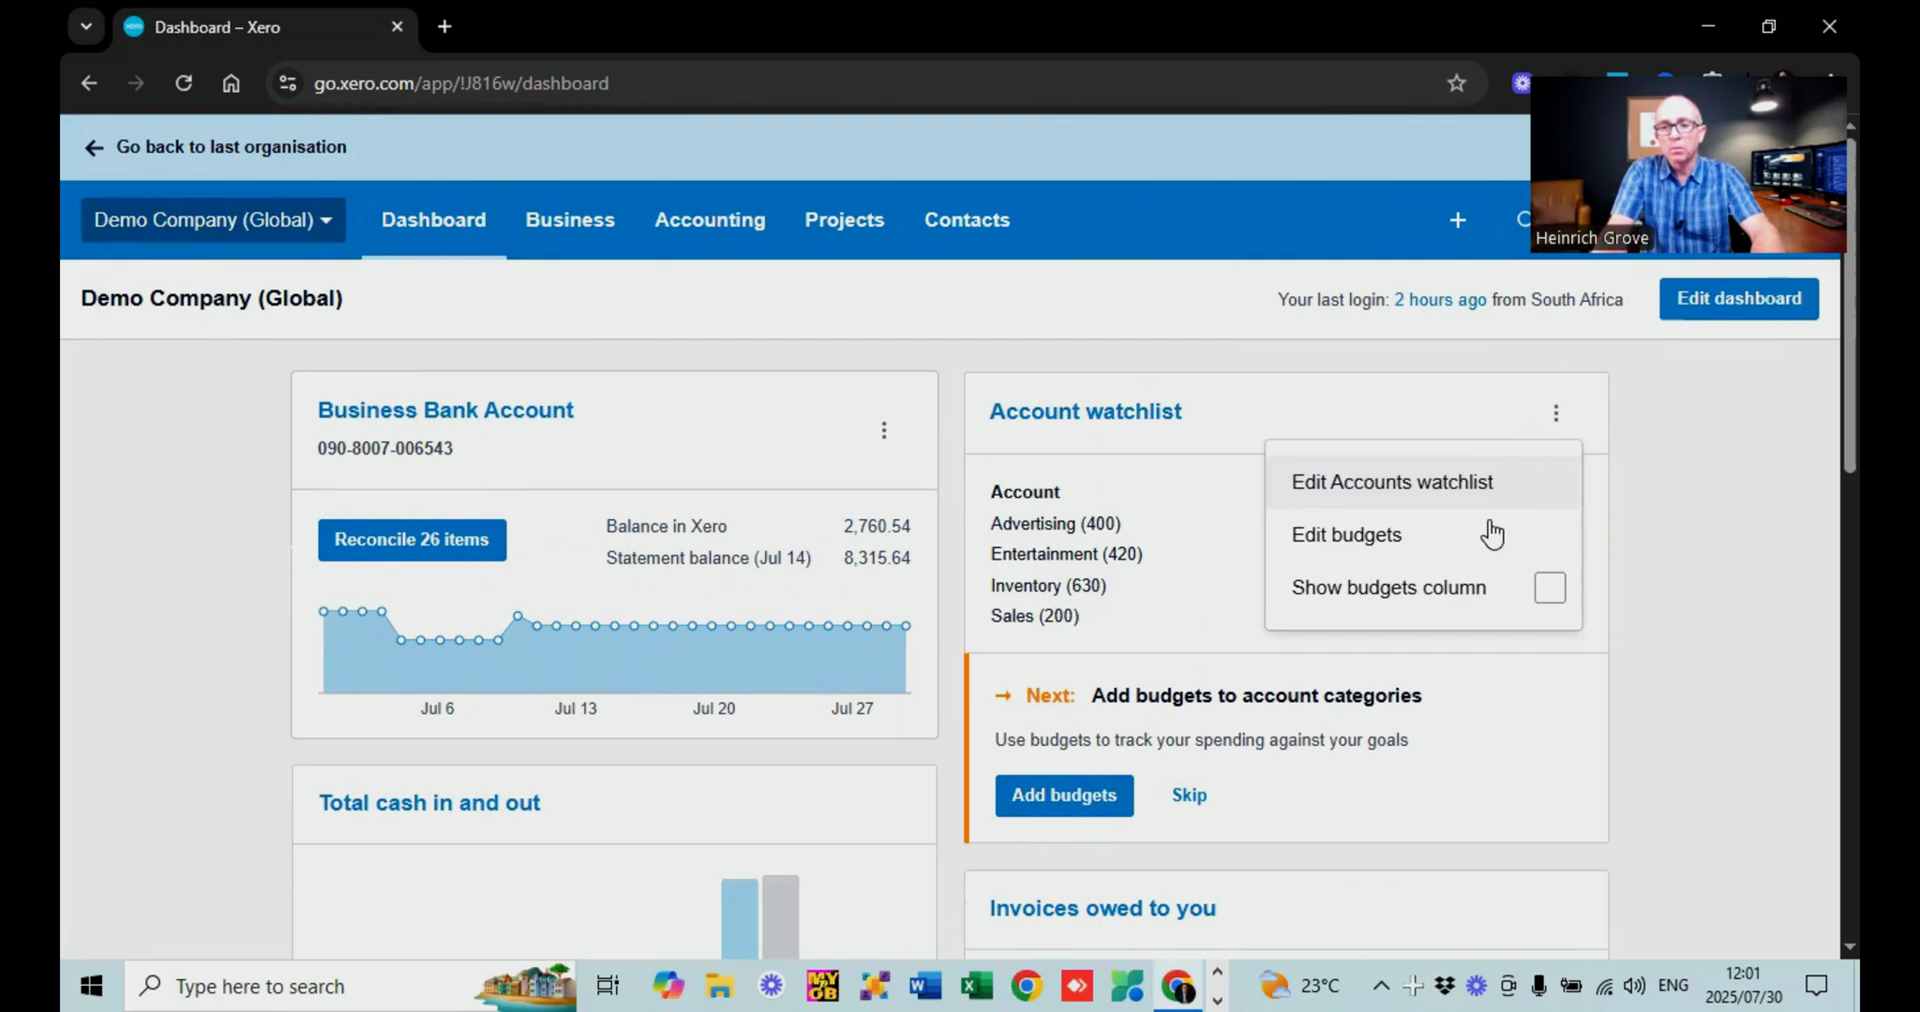 Dashboard – Xero
go.xero.com/app/!J816w/dashboard
Go back to last organisation
Demo Company (Global)
Dashboard
Business
Accounting
Projects
Contacts
Heinrich Grove
Demo Company (Global)
Your last login: 2 hours ago from South Africa
Edit dashboard
Business Bank Account
090-8007-006543
Reconcile 26 items
Balance in Xero 2,760.54
Statement balance (Jul 14) 8,315.64
Jul 6 Jul 13 Jul 20 Jul 27
Total cash in and out
Account watchlist
Edit Accounts watchlist
Edit budgets
Show budgets column
Account
Advertising (400)
Entertainment (420)
Inventory (630)
Sales (200)
Next: Add budgets to account categories
Use budgets to track your spending against your goals
Add budgets
Skip
Invoices owed to you
Type here to search
MY
OB
23°C
ENG
12:01
2025/07/30